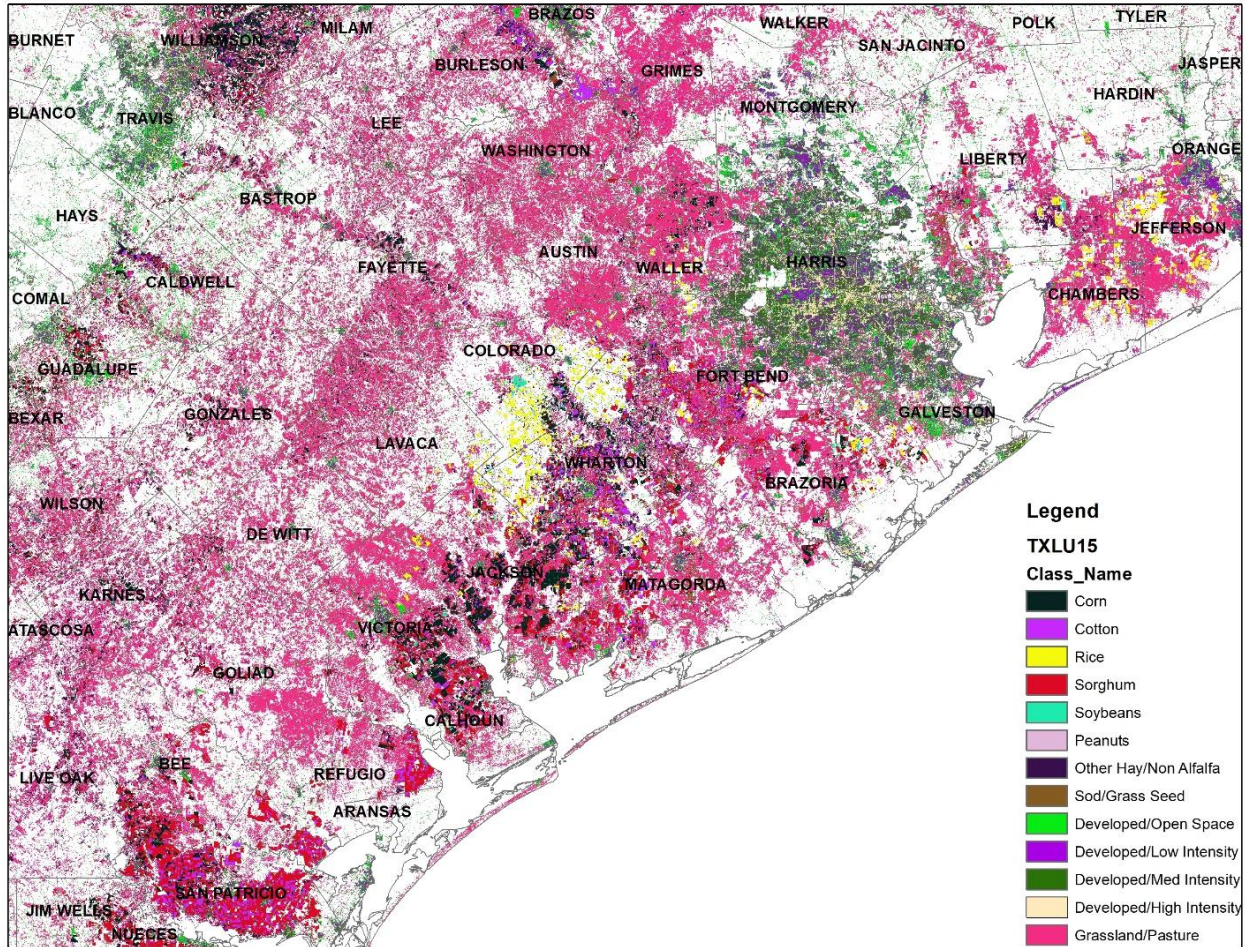 BRAZOS
TYLER
POLK
WALKER
MILAM
BURNET
WILLIAMSON
SAN JACINTO
BURLESON
JASPER
GRIMES
HARDIN
MONTGOMERY
BLANCO
TRAVIS
LEE
ORANGE
WASHINGTON
LIBERTY
BASTROP
HAYS
JEFFERSON
AUSTIN
HARRIS
FAYETTE
WALLER
CALDWELL
CHAMBERS
COMAL
COLORADO
GUADALUPE
FORT BEND
GALVESTON
GONZALES
BEXAR
LAVACA
WHARTON
BRAZORIA
WILSON
DE WITT
JACKSON
MATAGORDA
KARNES
VICTORIA
ATASCOSA
GOLIAD
CALHOUN
BEE
REFUGIO
LIVE OAK
ARANSAS
SAN PATRICIO
JIM WELLS
NUECES
Legend
TXLU15
Class_Name
Corn
Cotton
Rice
Sorghum
Soybeans
Peanuts
Other Hay/Non Alfalfa
Sod/Grass Seed
Developed/Open Space
Developed/Low Intensity
Developed/Med Intensity
Developed/High Intensity
Grassland/Pasture